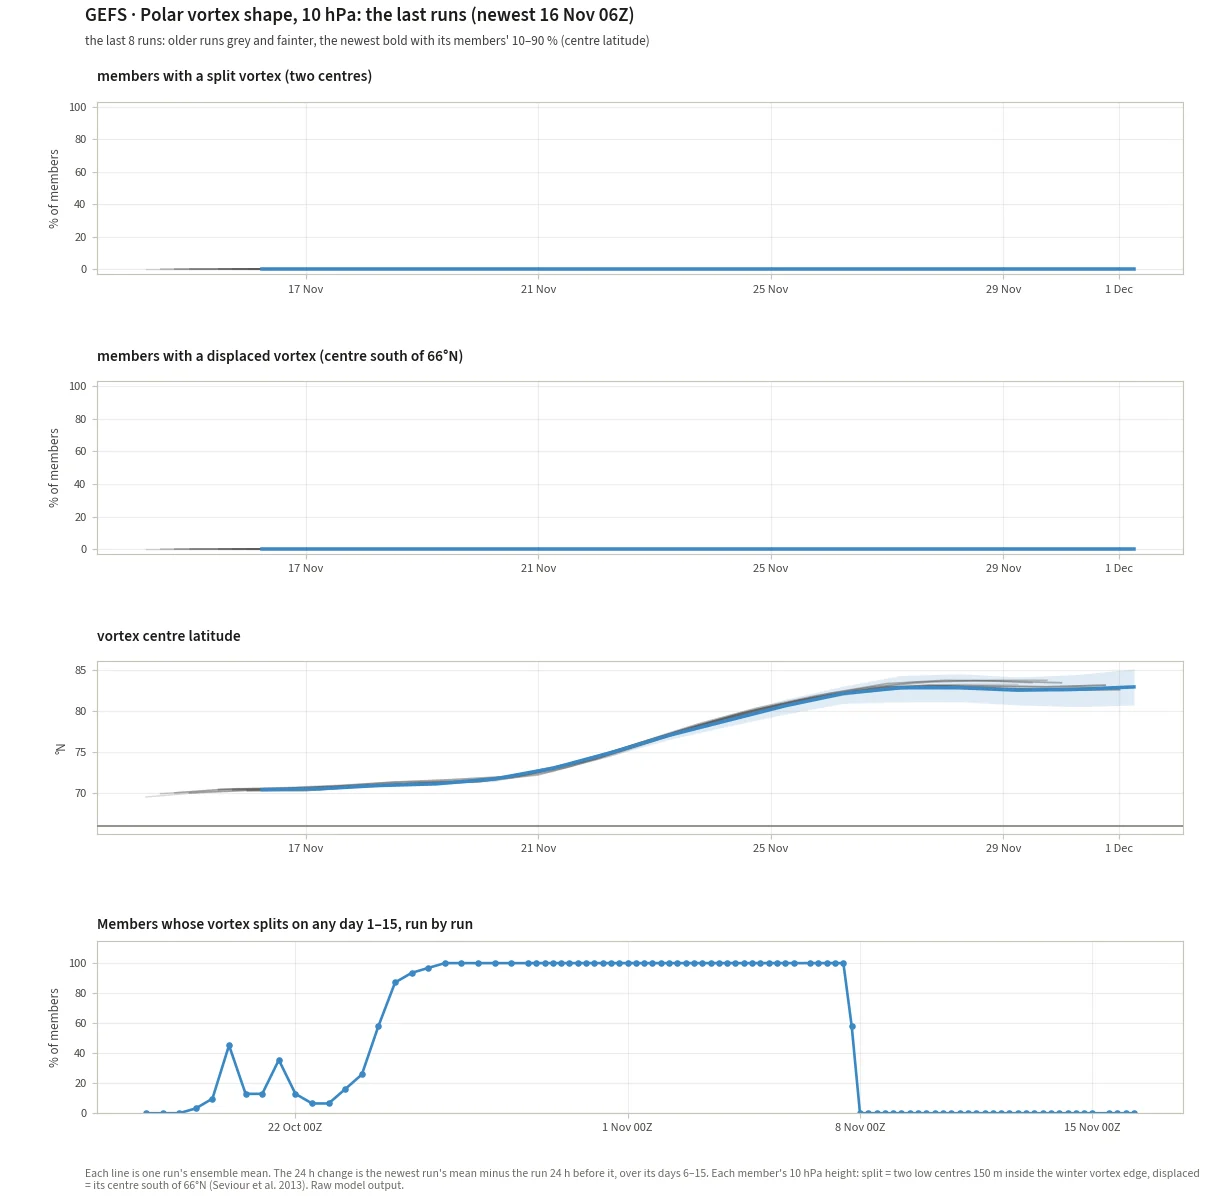 GEFS · Polar vortex shape, 10 hPa: the last runs (newest 16 Nov 06Z)
the last 8 runs: older runs grey and fainter, the newest bold with its members' 10–90 % (centre latitude)
members with a split vortex (two centres)
% of members
100
80
60
40
20
0
17 Nov
21 Nov
25 Nov
29 Nov
1 Dec
members with a displaced vortex (centre south of 66°N)
% of members
100
80
60
40
20
0
17 Nov
21 Nov
25 Nov
29 Nov
1 Dec
vortex centre latitude
°N
85
80
75
70
17 Nov
21 Nov
25 Nov
29 Nov
1 Dec
Members whose vortex splits on any day 1–15, run by run
% of members
100
80
60
40
20
0
22 Oct 00Z
1 Nov 00Z
8 Nov 00Z
15 Nov 00Z
Each line is one run's ensemble mean. The 24 h change is the newest run's mean minus the run 24 h before it, over its days 6–15. Each member's 10 hPa height: split = two low centres 150 m inside the winter vortex edge, displaced
= its centre south of 66°N (Seviour et al. 2013). Raw model output.